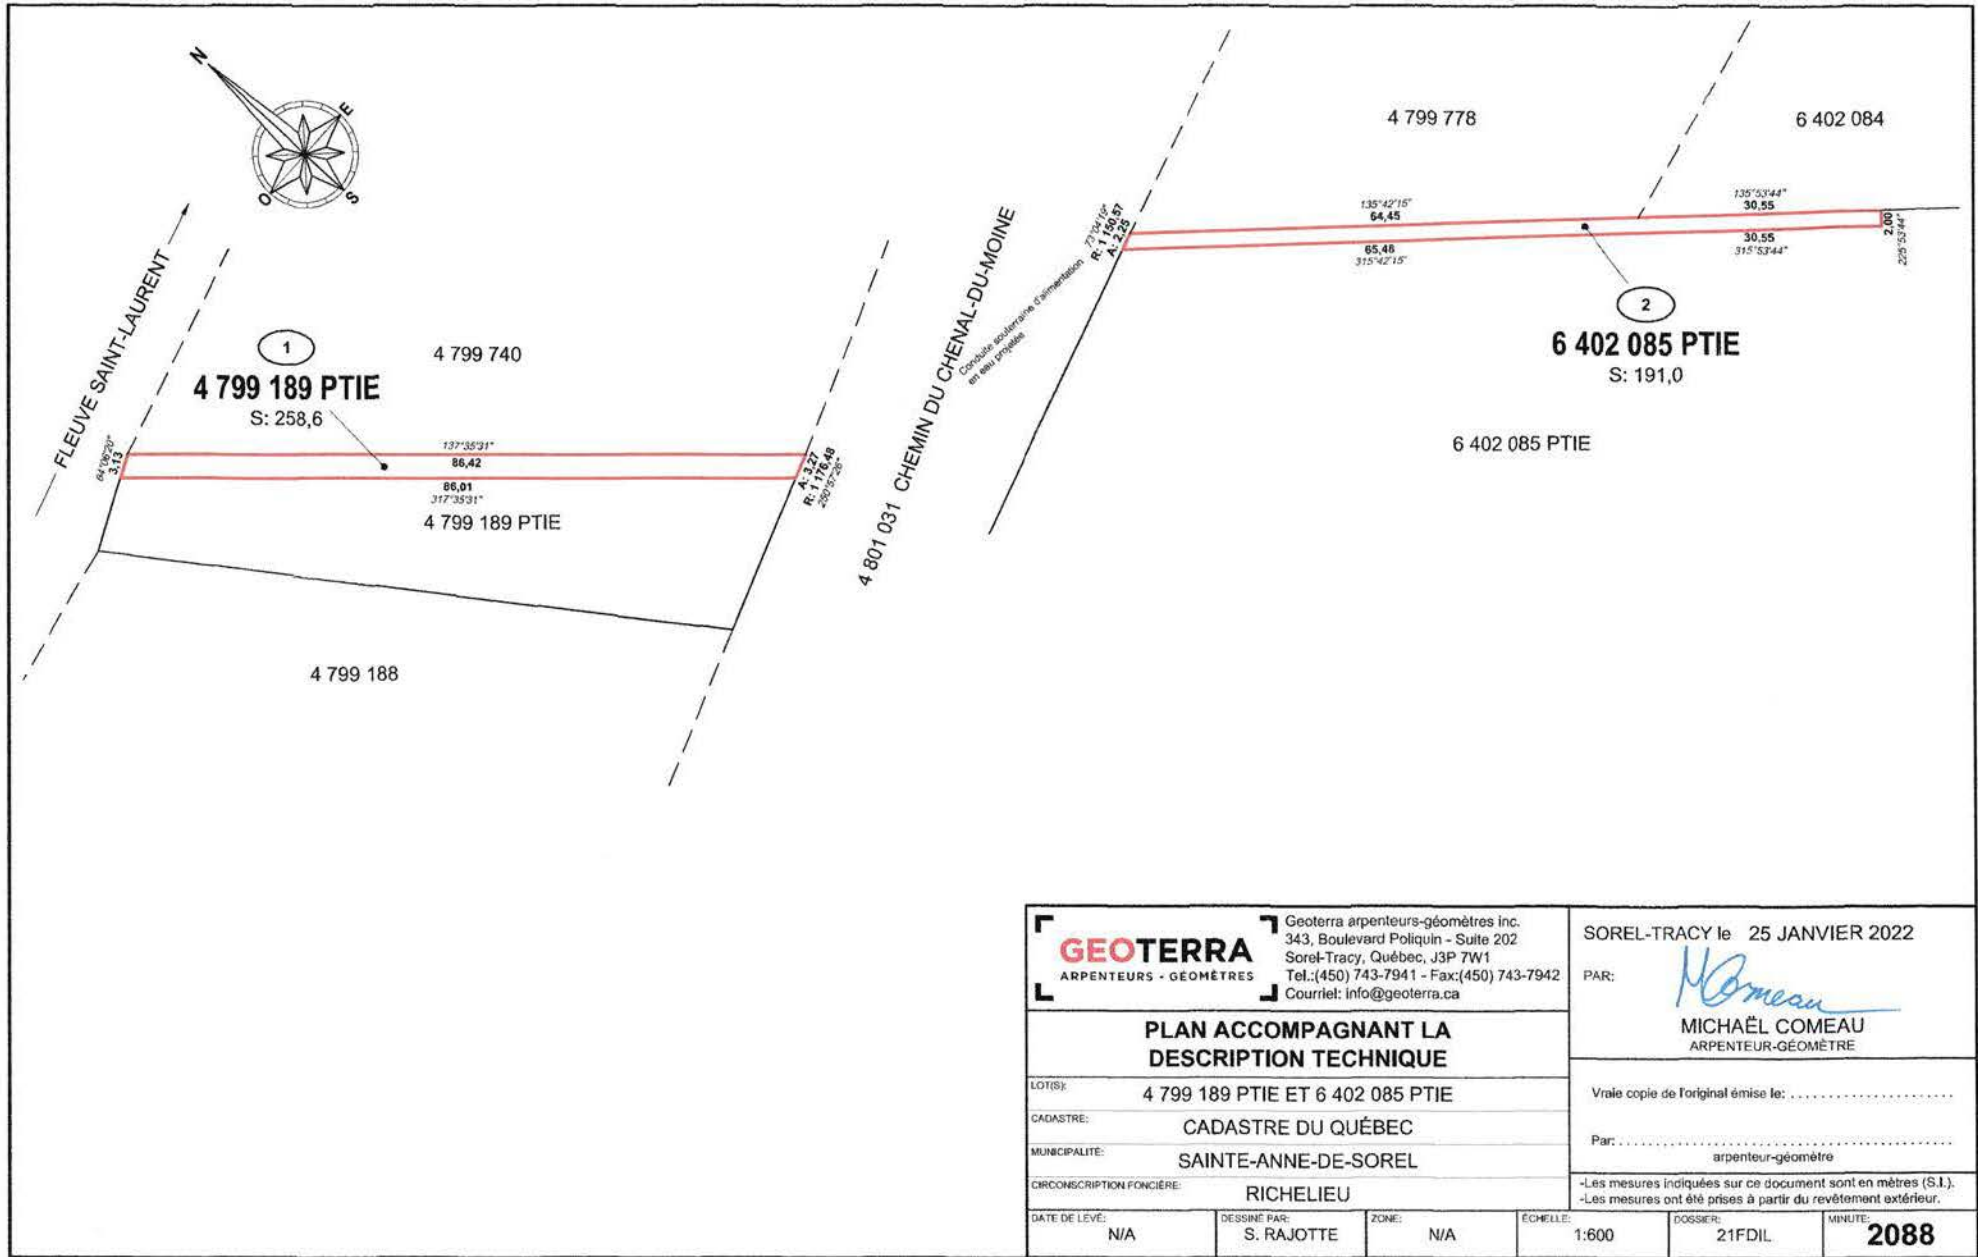 N
E
S
O
FLEUVE SAINT-LAURENT
1
4 799 189 PTIE
S: 258,6
4 799 740
64°06'20"
3,13
137°35'31"
86,42
86,01
317°35'31"
4 799 189 PTIE
A: 3,27
R: 1 176,48
250°57'26"
4 799 188
4 801 031 CHEMIN DU CHENAL-DU-MOINE
Conduite souterraine d'alimentation
en eau projetée
73°04'19"
R: 1 150,57
A: 2,25
4 799 778
6 402 084
135°42'15"
64,45
65,46
315°42'15"
135°53'44"
30,55
30,55
315°53'44"
2,00
225°53'44"
2
6 402 085 PTIE
S: 191,0
6 402 085 PTIE
GEOTERRA
ARPENTEURS - GÉOMÈTRES
Geoterra arpenteurs-géomètres inc.
343, Boulevard Poliquin - Suite 202
Sorel-Tracy, Québec, J3P 7W1
Tel.:(450) 743-7941 - Fax:(450) 743-7942
Courriel: info@geoterra.ca
PLAN ACCOMPAGNANT LA
DESCRIPTION TECHNIQUE
LOT(S): 4 799 189 PTIE ET 6 402 085 PTIE
CADASTRE: CADASTRE DU QUÉBEC
MUNICIPALITÉ: SAINTE-ANNE-DE-SOREL
CIRCONSCRIPTION FONCIÈRE: RICHELIEU
SOREL-TRACY le 25 JANVIER 2022
PAR: MComeau
MICHAËL COMEAU
ARPENTEUR-GÉOMÈTRE
Vraie copie de l'original émise le: ......................
Par: ..............................................
arpenteur-géomètre
-Les mesures indiquées sur ce document sont en mètres (S.I.).
-Les mesures ont été prises à partir du revêtement extérieur.
DATE DE LEVÉ: N/A
DESSINÉ PAR: S. RAJOTTE
ZONE: N/A
ÉCHELLE: 1:600
DOSSIER: 21FDIL
MINUTE: 2088